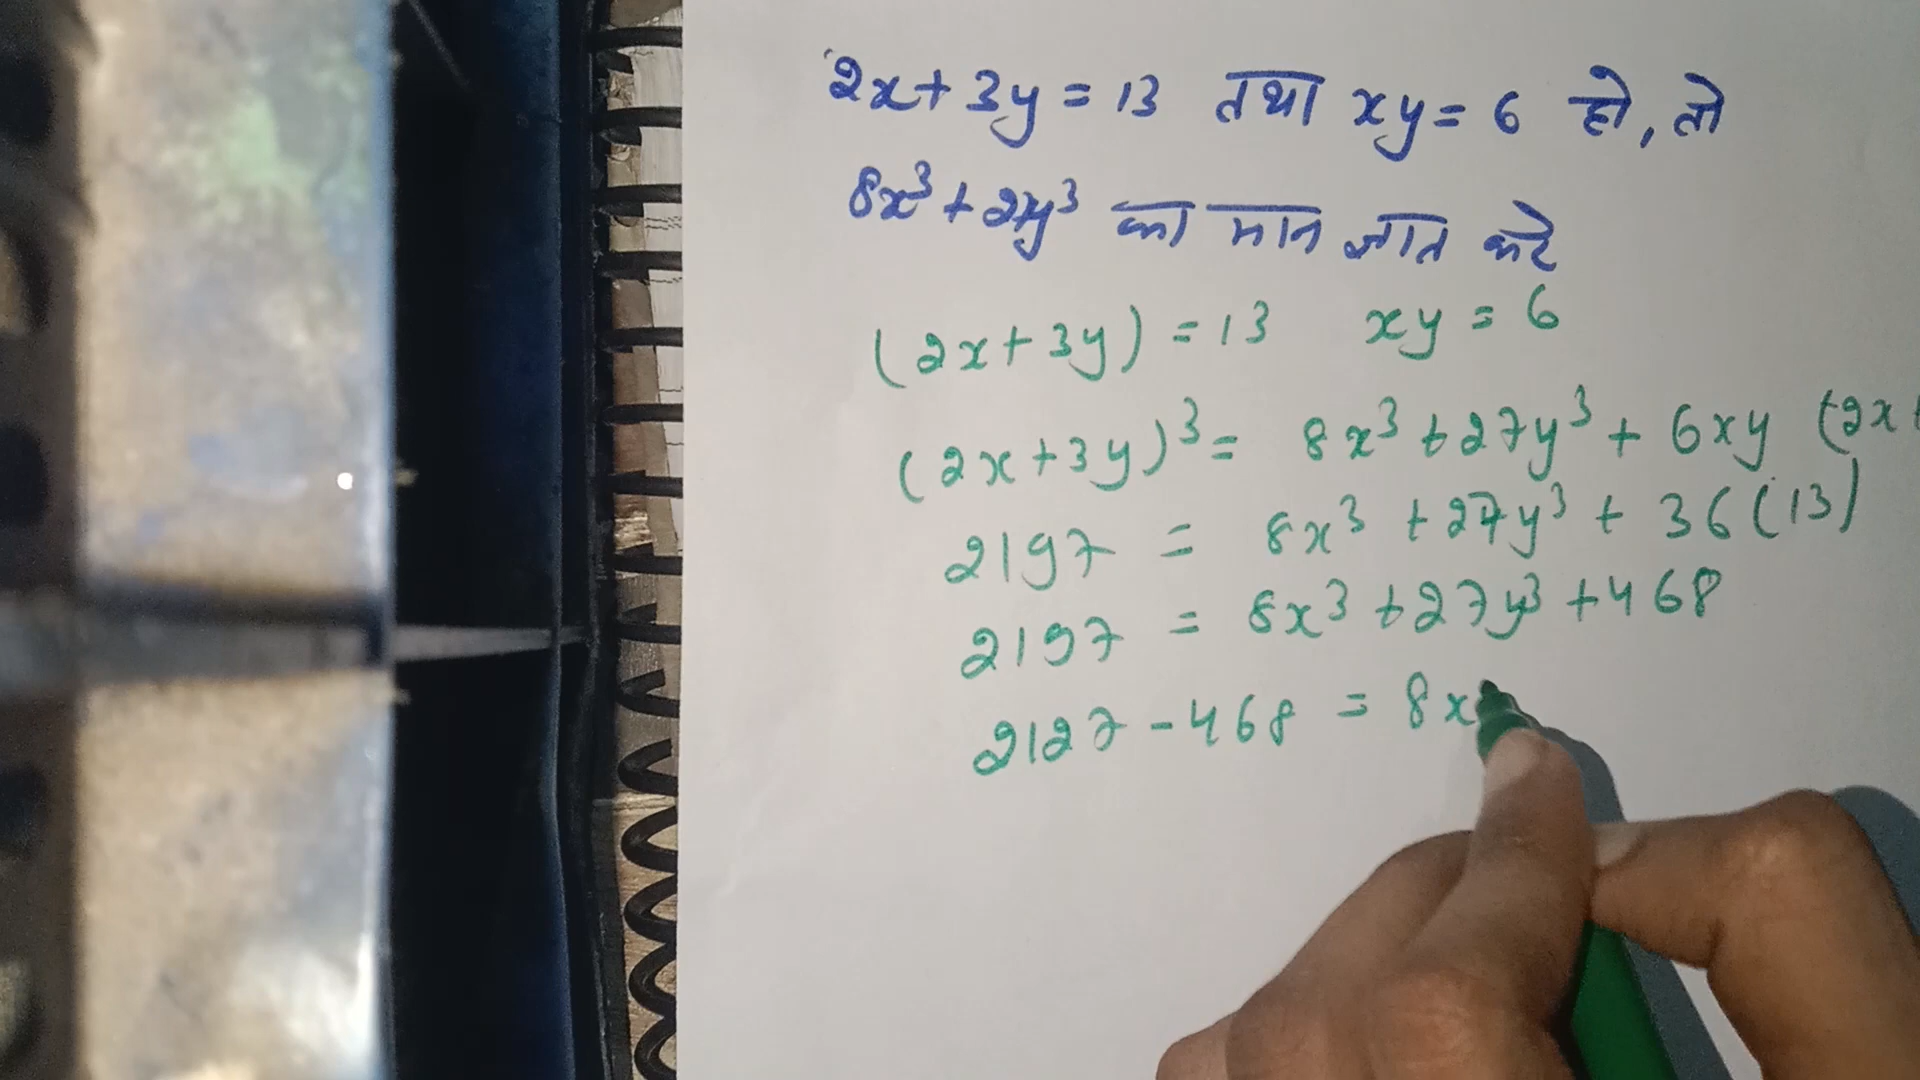 2x+3y=13 तथा xy=6 हो, तो
8x³+27y³ का मान ज्ञात करे
(2x+3y)=13 xy=6
(2x+3y)³= 8x³+27y³+6xy (2x+
2197 = 8x³+27y³+36(13)
2197 = 8x³+27y³+468
2127-468 = 8x